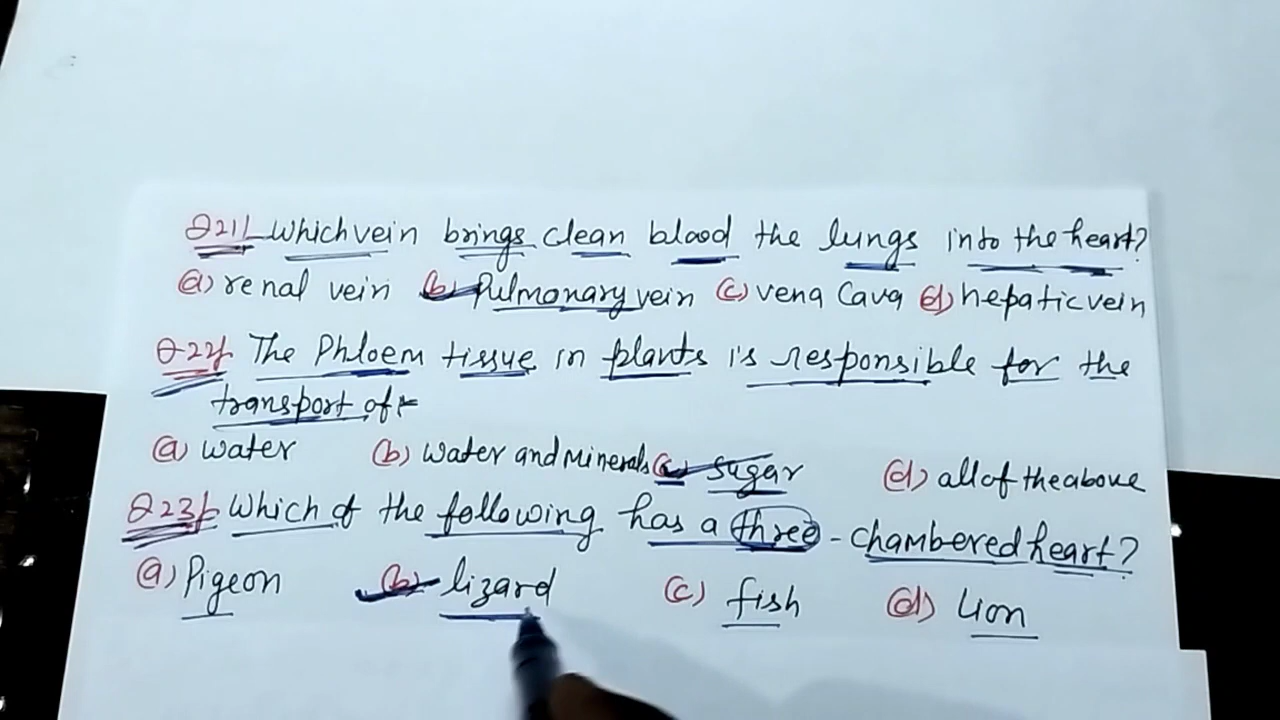 Q21/ Which vein brings clean blood the lungs into the heart?
(a) renal vein (b) Pulmonary vein (c) vena Cava (d) hepatic vein
Q22/. The Phloem tissue in plants is responsible for the
transport of:-
(a) water (b) water and Minerals (c) sugar (d) all of the above
Q23/. Which of the following has a three-chambered heart?
(a) Pigeon (b) lizard (c) fish (d) Lion